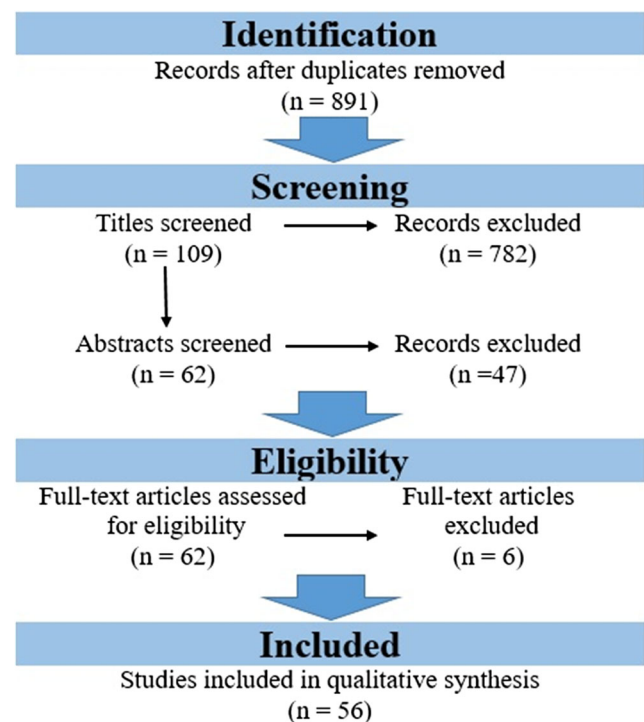 Identification
Records after duplicates removed
(n = 891)
Screening
Titles screened
(n = 109)
Records excluded
(n = 782)
Abstracts screened
(n = 62)
Records excluded
(n =47)
Eligibility
Full-text articles assessed
for eligibility
(n = 62)
Full-text articles
excluded
(n = 6)
Included
Studies included in qualitative synthesis
(n = 56)